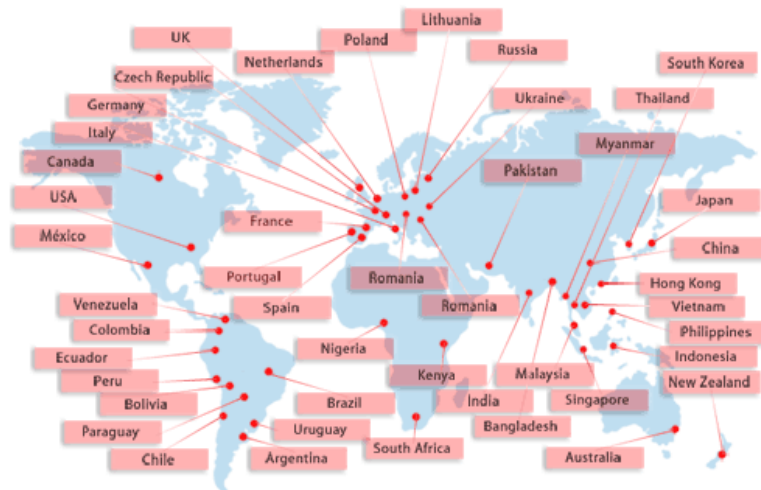 Lithuania
UK
Poland
Russia
Netherlands
South Korea
Czech Republic
Germany
Ukraine
Thailand
Italy
Myanmar
Canada
Pakistan
USA
Japan
France
México
China
Portugal
Romania
Hong Kong
Venezuela
Spain
Romania
Vietnam
Colombia
Philippines
Ecuador
Nigeria
Indonesia
Peru
Kenya
Malaysia
New Zealand
Bolivia
Brazil
India
Singapore
Paraguay
Uruguay
Bangladesh
Chile
Argentina
South Africa
Australia